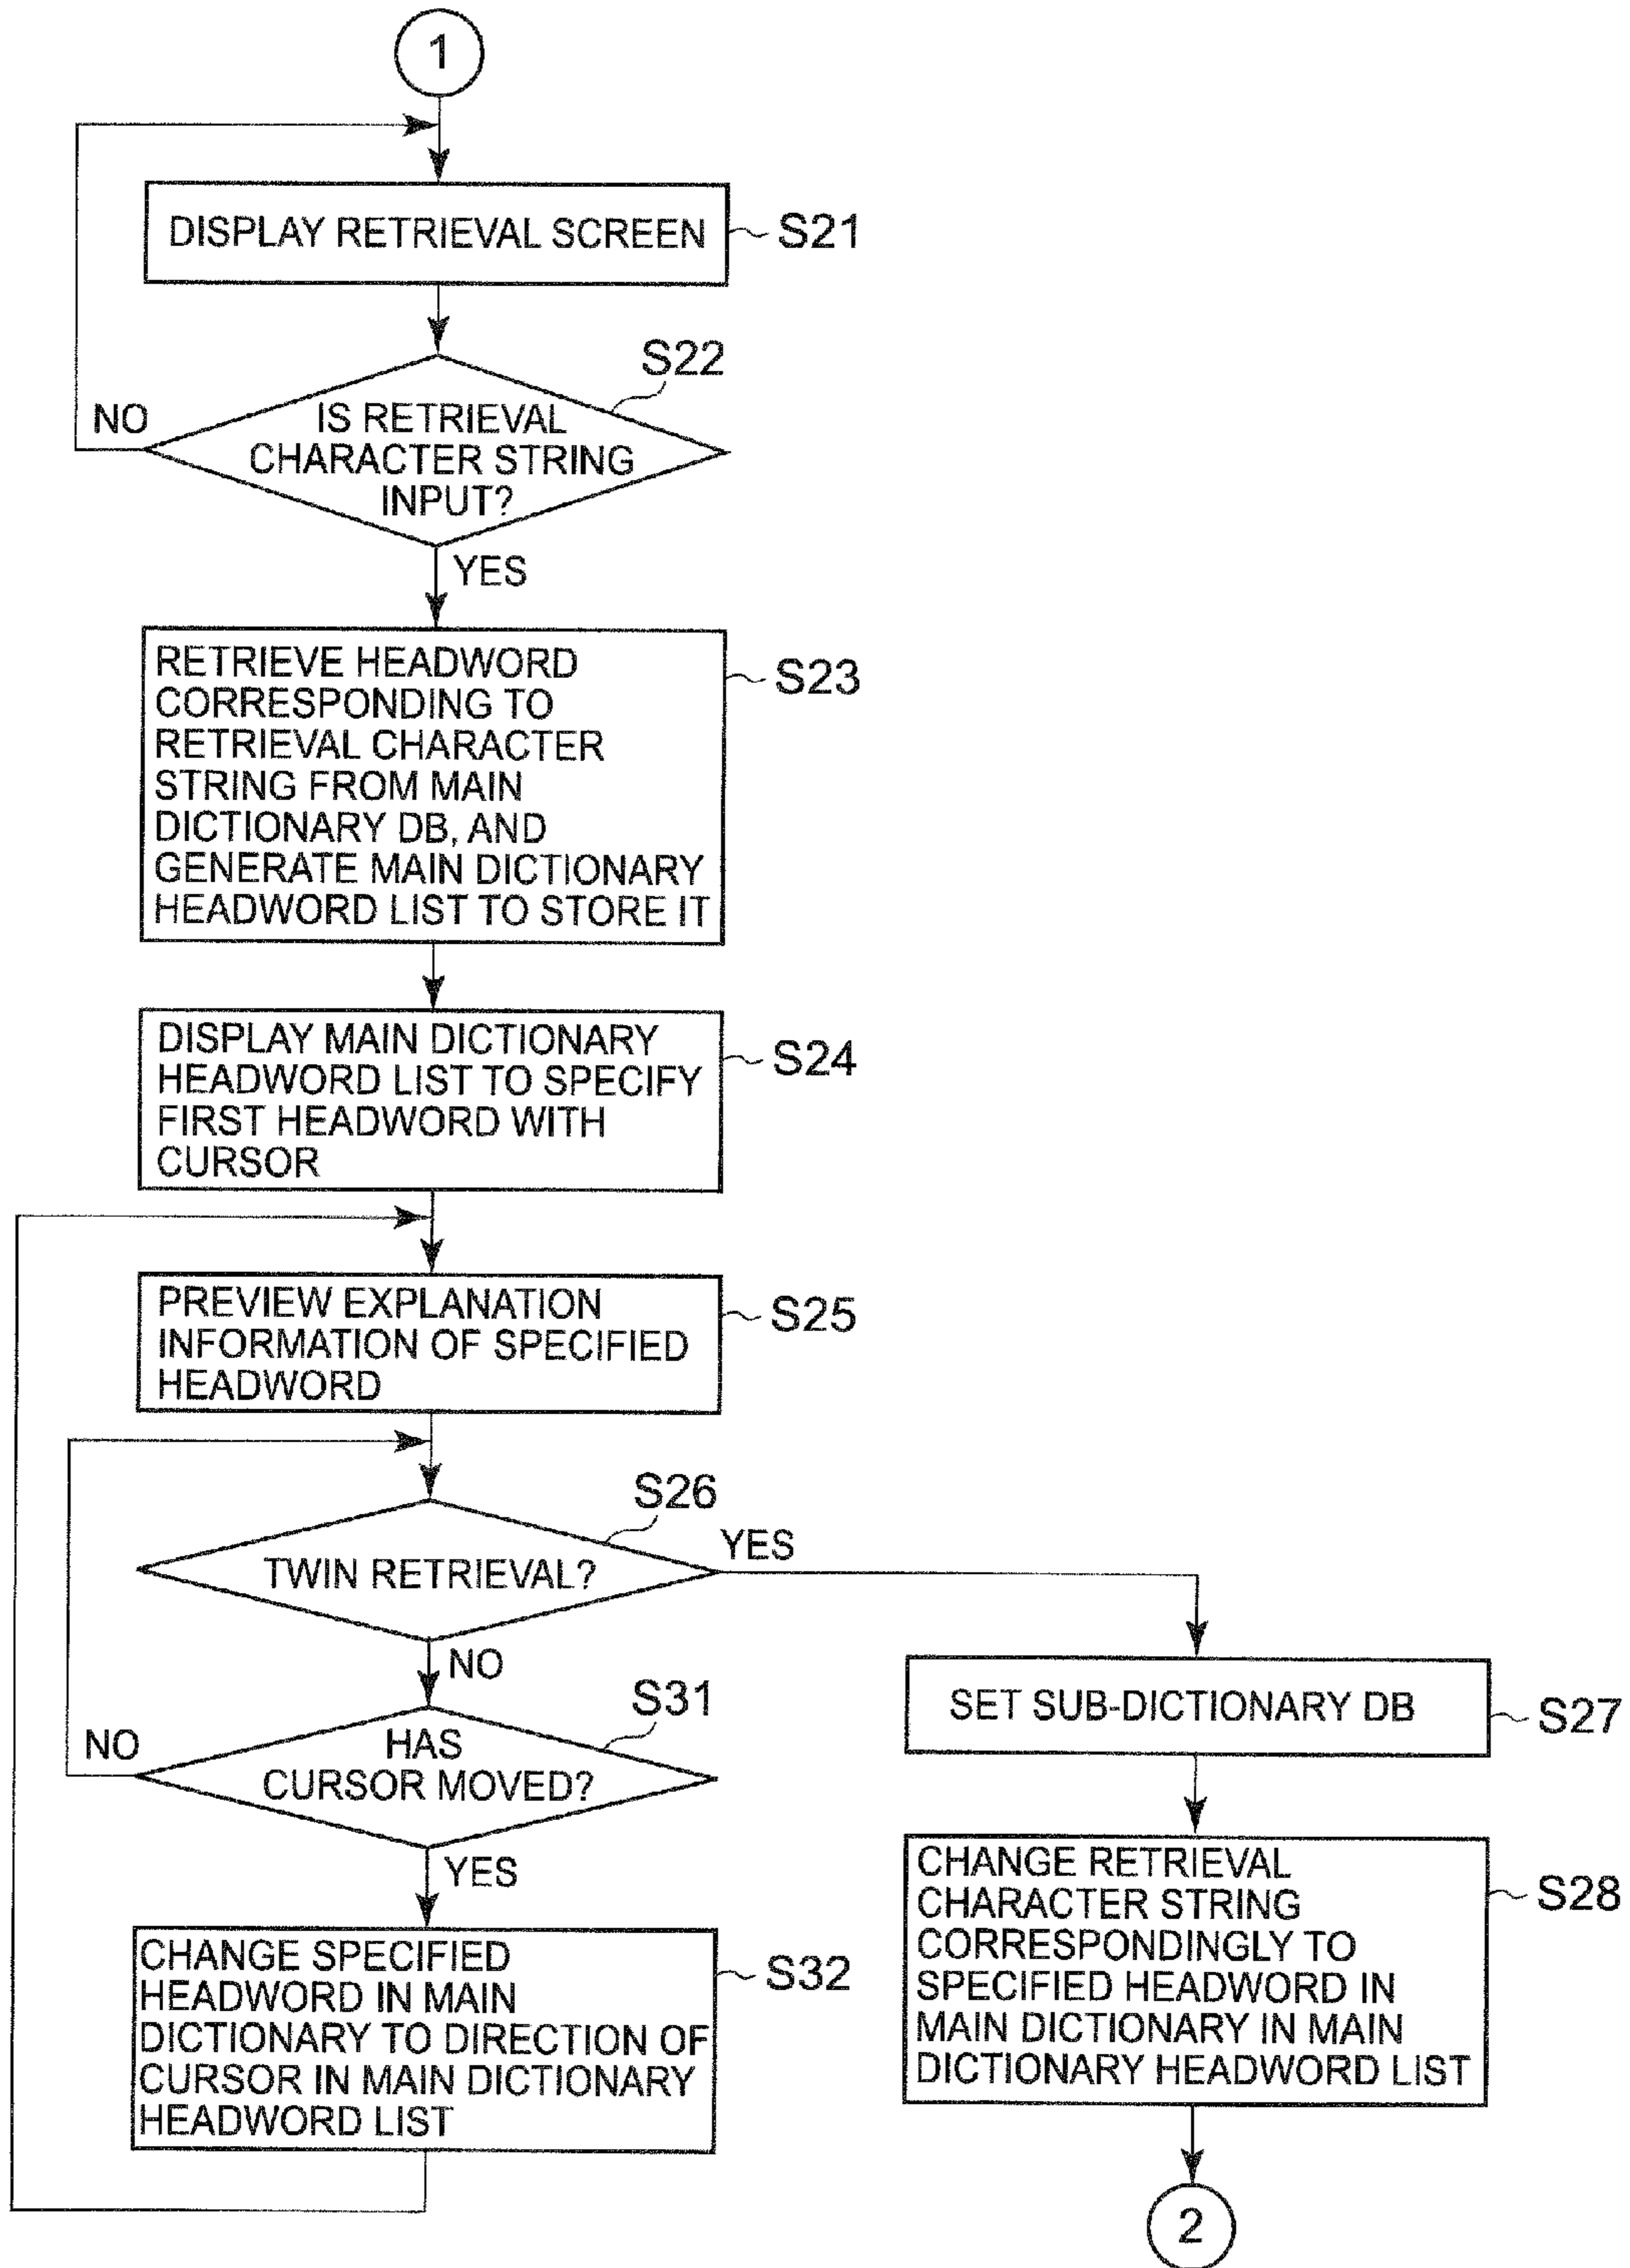 1
DISPLAY RETRIEVAL SCREEN
S21
S22
NO
IS RETRIEVAL
CHARACTER STRING
INPUT?
YES
RETRIEVE HEADWORD
CORRESPONDING TO
RETRIEVAL CHARACTER
STRING FROM MAIN
DICTIONARY DB, AND
GENERATE MAIN DICTIONARY
HEADWORD LIST TO STORE IT
S23
DISPLAY MAIN DICTIONARY
HEADWORD LIST TO SPECIFY
FIRST HEADWORD WITH
CURSOR
S24
PREVIEW EXPLANATION
INFORMATION OF SPECIFIED
HEADWORD
S25
S26
TWIN RETRIEVAL?
YES
NO
S31
NO
HAS
CURSOR MOVED?
YES
CHANGE SPECIFIED
HEADWORD IN MAIN
DICTIONARY TO DIRECTION OF
CURSOR IN MAIN DICTIONARY
HEADWORD LIST
S32
SET SUB-DICTIONARY DB
S27
CHANGE RETRIEVAL
CHARACTER STRING
CORRESPONDINGLY TO
SPECIFIED HEADWORD IN
MAIN DICTIONARY IN MAIN
DICTIONARY HEADWORD LIST
S28
2